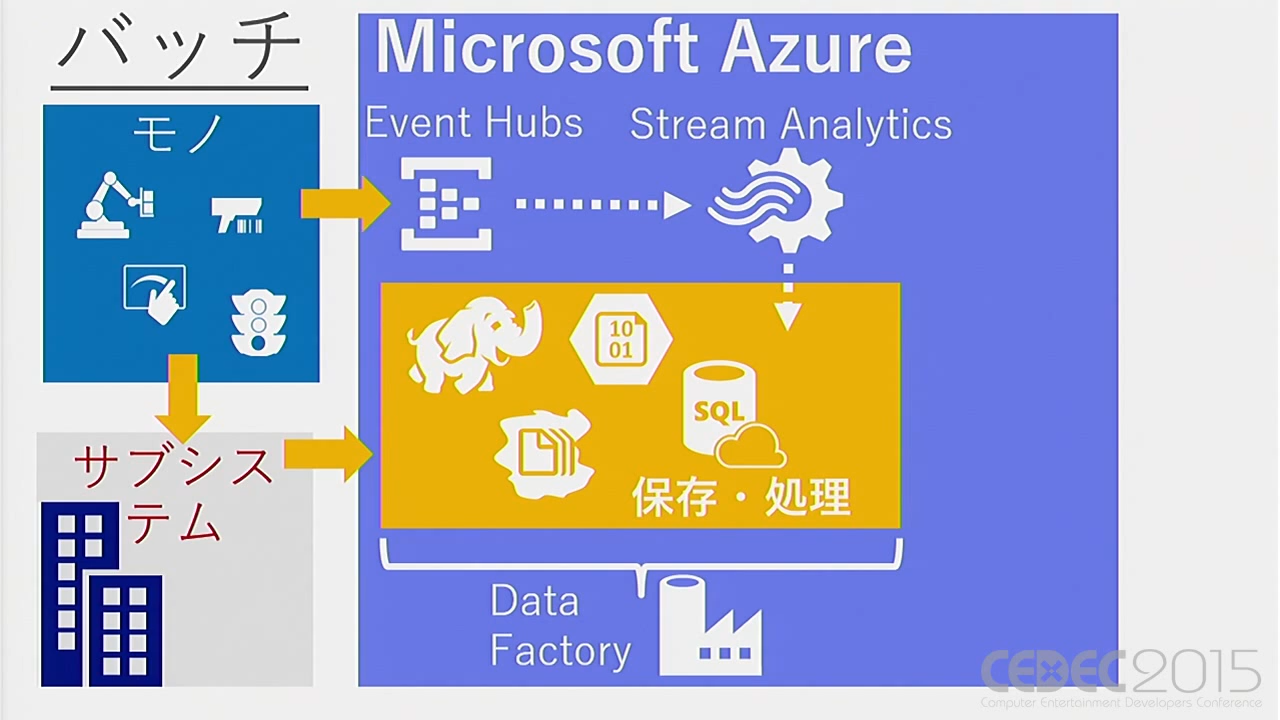 バッチ
Microsoft Azure
モノ
Event Hubs
Stream Analytics
10
01
SQL
サブシス
テム
保存・処理
Data
Factory
CEDEC2015
Computer Entertainment Developers Conference